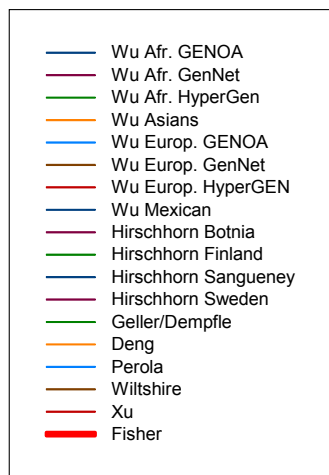 Wu Afr. GENOA
Wu Afr. GenNet
Wu Afr. HyperGen
Wu Asians
Wu Europ. GENOA
Wu Europ. GenNet
Wu Europ. HyperGEN
Wu Mexican
Hirschhorn Botnia
Hirschhorn Finland
Hirschhorn Sangueney
Hirschhorn Sweden
Geller/Dempfle
Deng
Perola
Wiltshire
Xu
Fisher